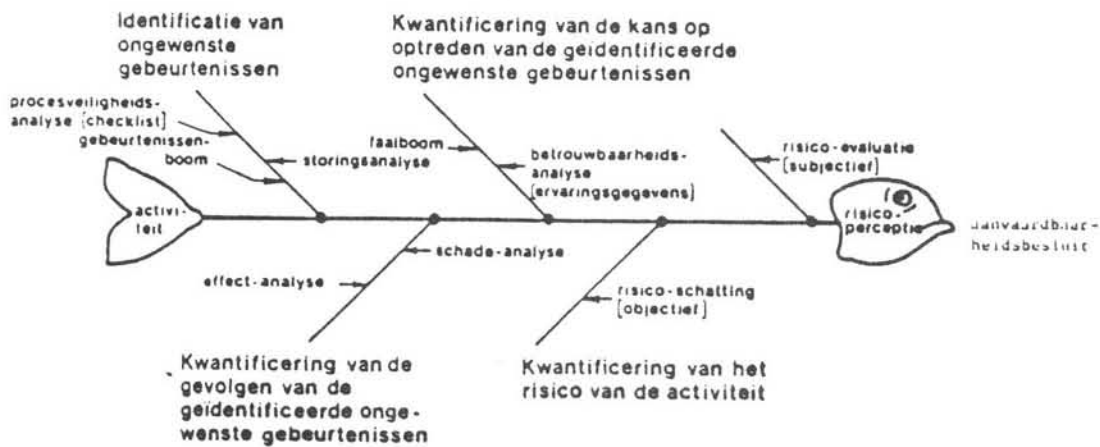 Identificatie van
ongewenste
gebeurtenissen
Kwantificering van de kans op
optreden van de geïdentificeerde
ongewenste gebeurtenissen
procesveiligheids-
analyse [checklist]
gebeurtenissen-
boom
storingsanalyse
faalboom
betrouwbaarheids-
analyse
[ervaringsgegevens]
risico-evaluatie
[subjectief]
activi-
teit
risico-
perceptie
aanvaardbaar-
heidsbesluit
effect-analyse
schade-analyse
risico-schatting
[objectief]
Kwantificering van de
gevolgen van de
geïdentificeerde onge-
wenste gebeurtenissen
Kwantificering van het
risico van de activiteit